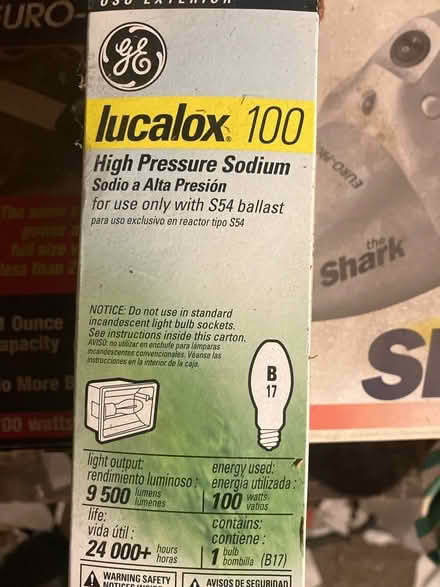 USO EXTERIOR
EURO-
GE
lucalox® 100
High Pressure Sodium
Sodio a Alta Presión
for use only with S54 ballast
para uso exclusivo en reactor tipo S54
EURO-
the
Shark
less than
NOTICE: Do not use in standard
incandescent light bulb sockets.
See instructions inside this carton.
AVISO: no utilizar en enchufe para lámparas
incandescentes convencionales. Véanse las
instrucciones en la interior de la caja.
Ounce
apacity
o More B
00 watts
B
17
light output:
rendimiento luminoso:
9 500 lumens
lúmenes
energy used:
energía utilizada:
100 watts
vatios
life:
vida útil:
24 000+ hours
horas
contains:
contiene:
1 bulb
bombilla (B17)
WARNING SAFETY
AVISOS DE SEGURIDAD